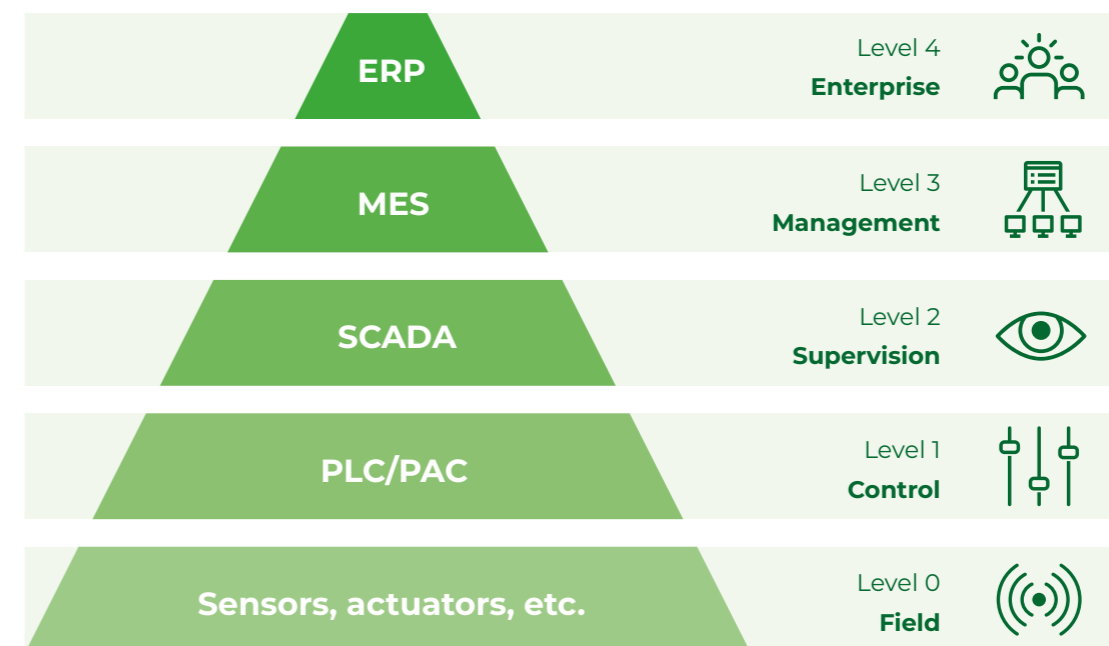 ERP
Level 4
Enterprise
MES
Level 3
Management
SCADA
Level 2
Supervision
PLC/PAC
Level 1
Control
Sensors, actuators, etc.
Level 0
Field